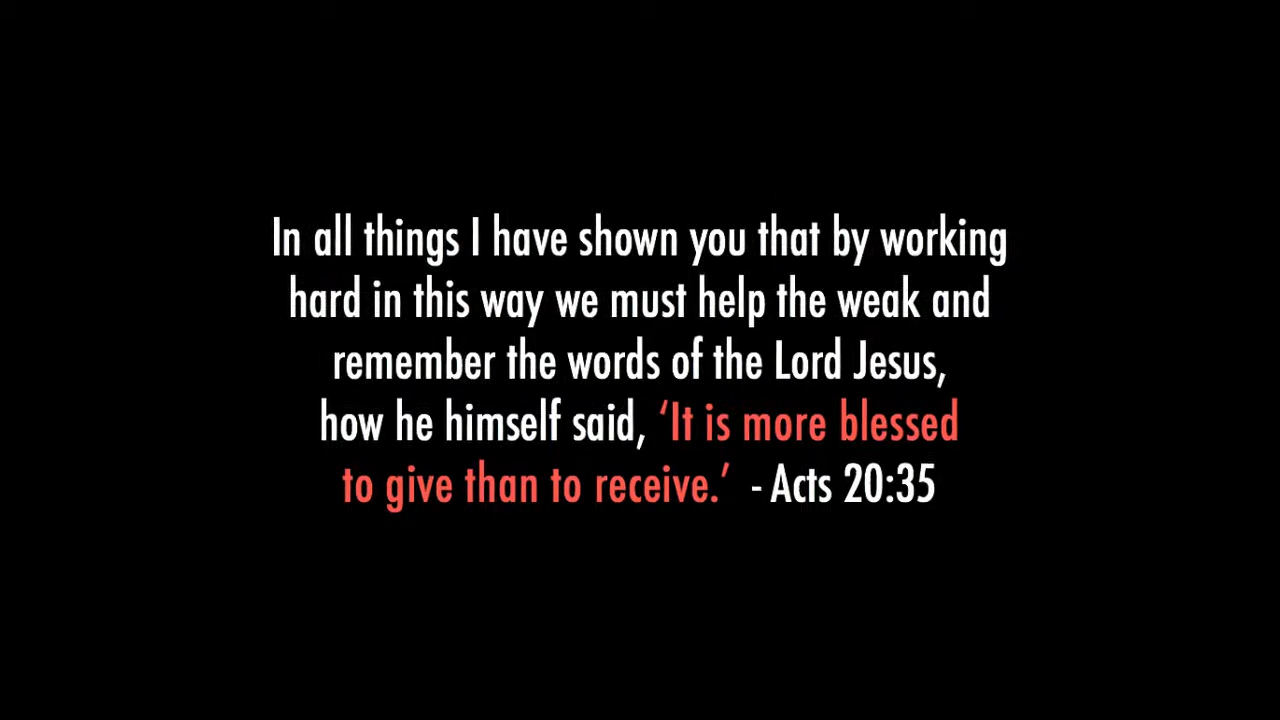 In all things I have shown you that by working
hard in this way we must help the weak and
remember the words of the Lord Jesus,
how he himself said, ‘It is more blessed
to give than to receive.’ - Acts 20:35